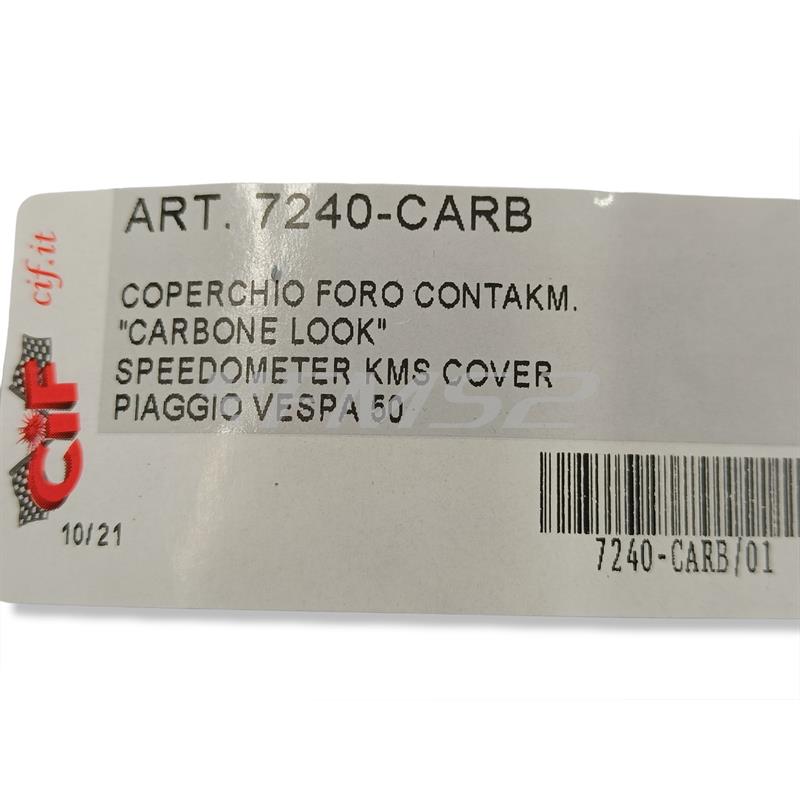 ART. 7240-CARB
COPERCHIO FORO CONTAKM.
"CARBONE LOOK"
SPEEDOMETER KMS COVER
PIAGGIO VESPA 50
cif.it
CiF
10/21
7240-CARB/01